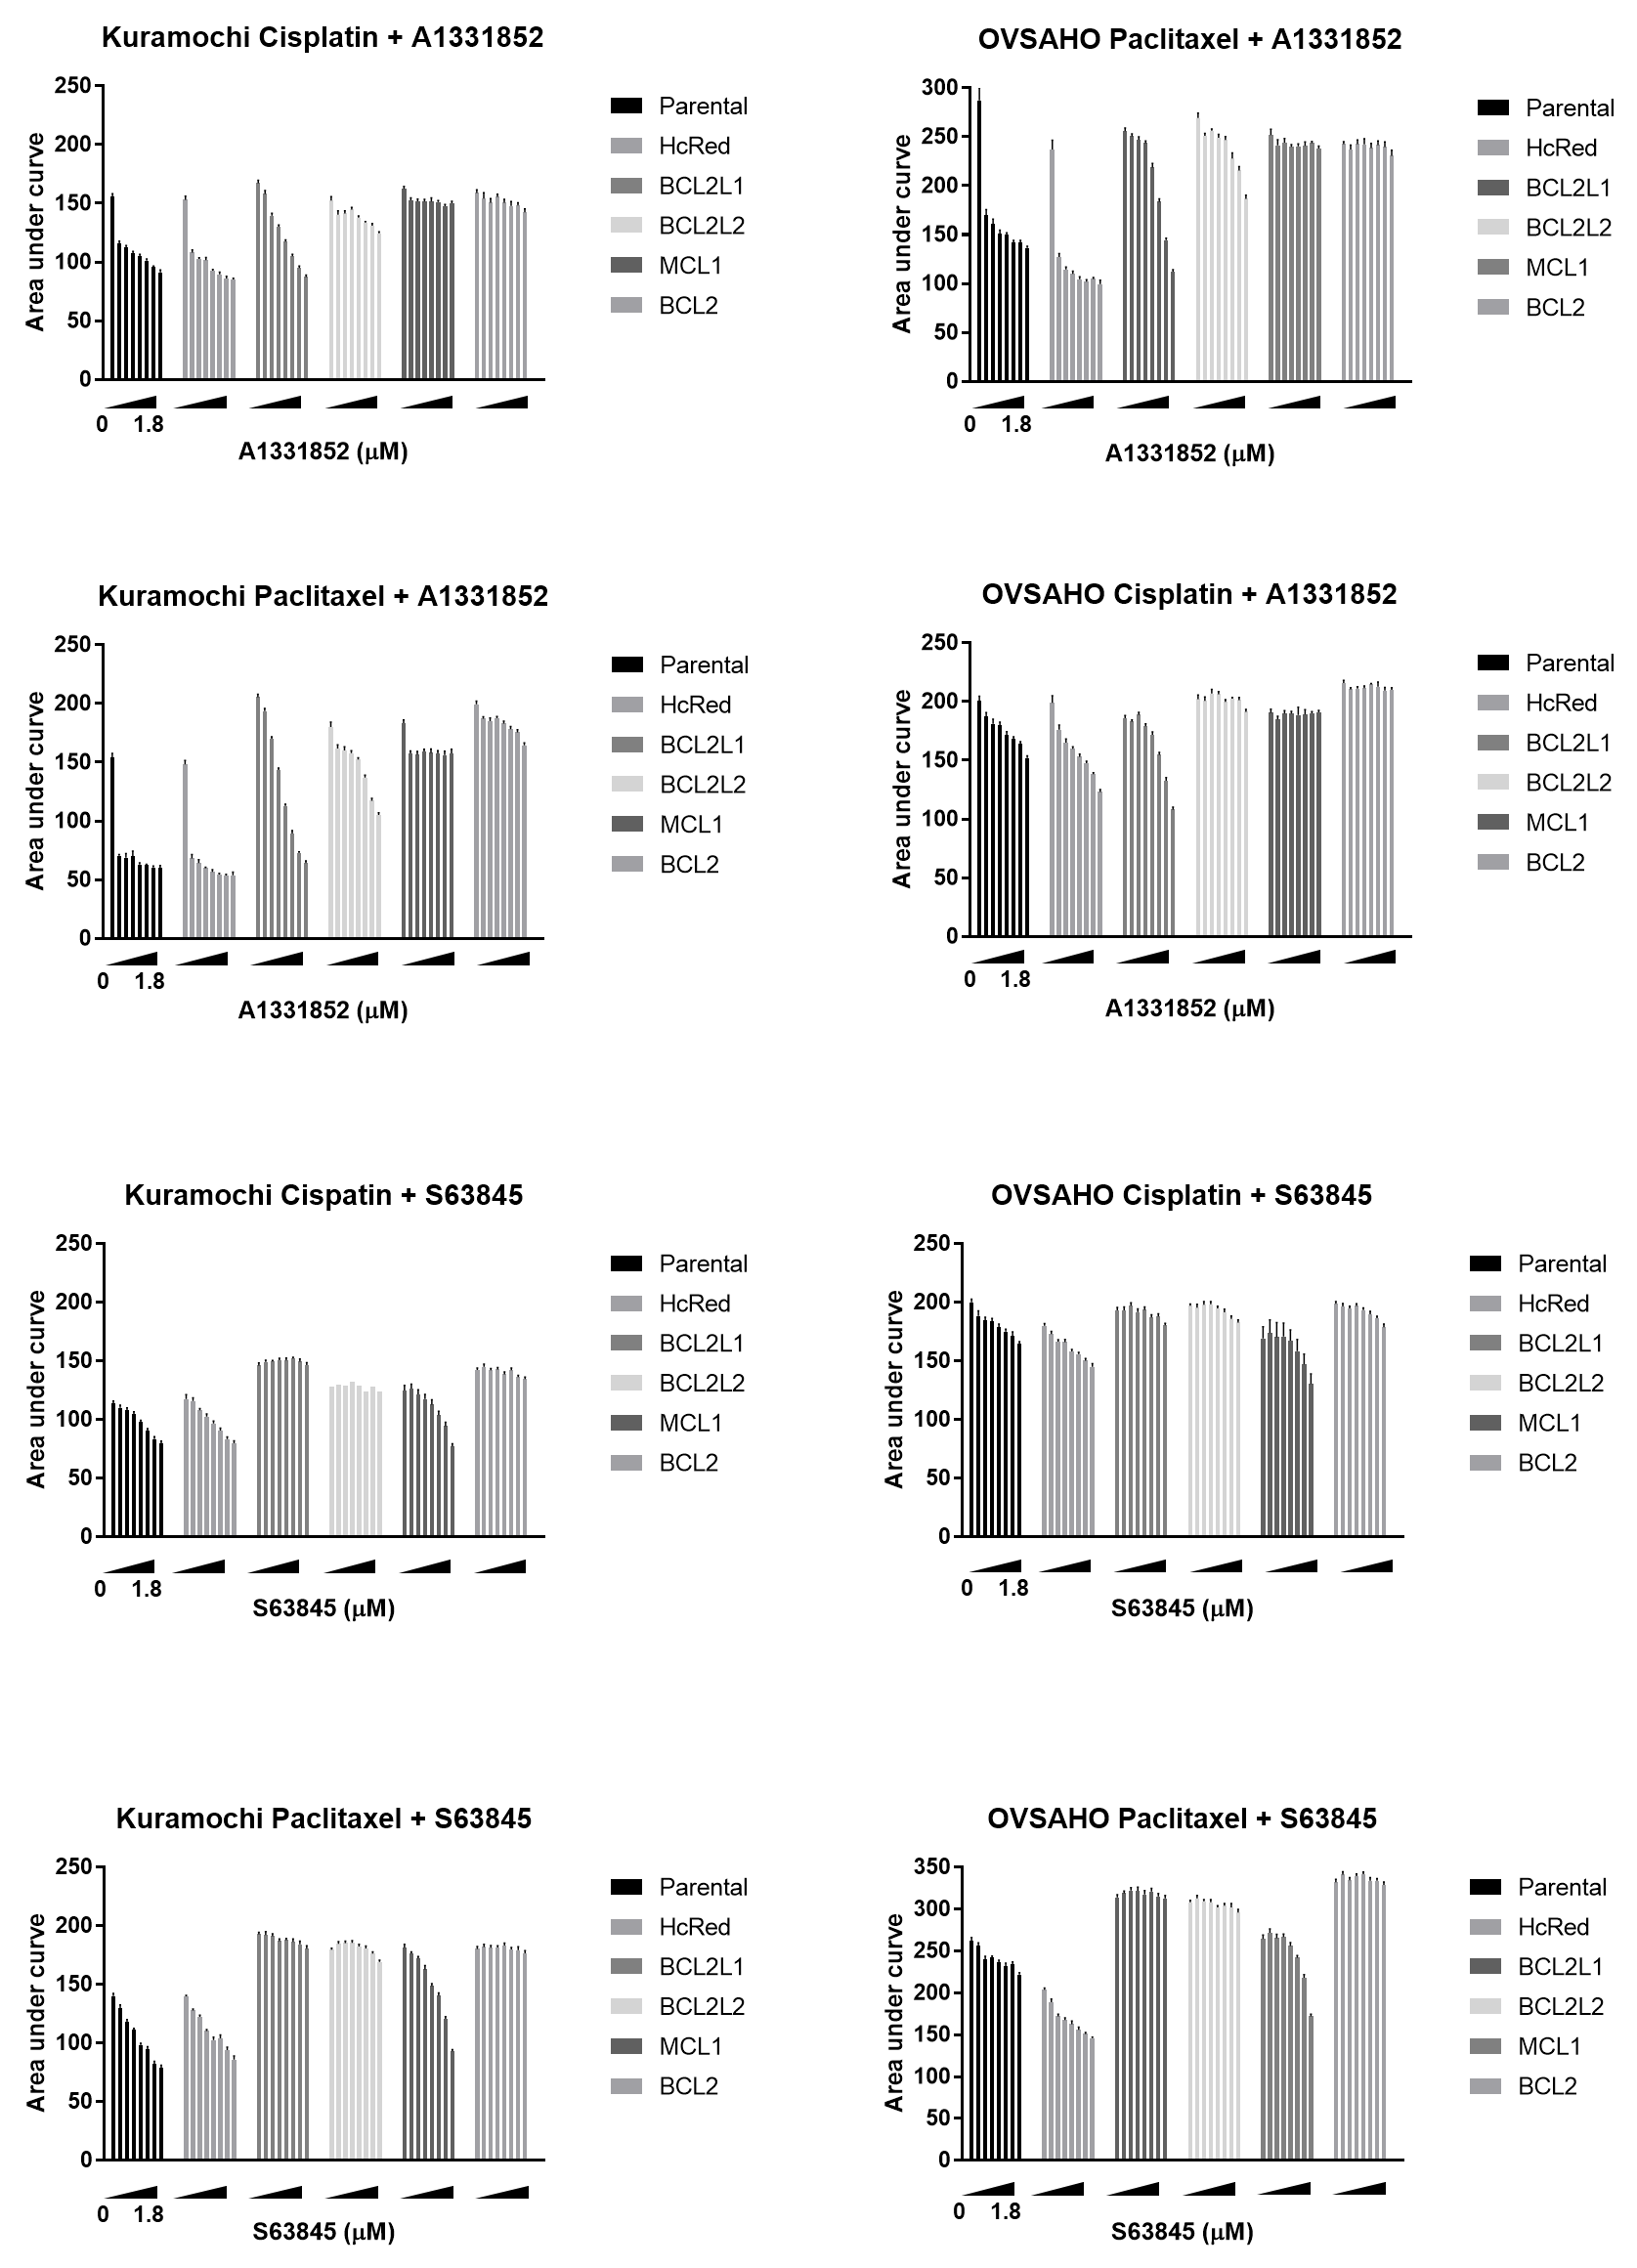 Kuramochi Cisplatin + A1331852
Area under curve
250
200
150
100
50
0
0 1.8
A1331852 (μM)
Parental
HcRed
BCL2L1
BCL2L2
MCL1
BCL2
OVSAHO Paclitaxel + A1331852
Area under curve
300
250
200
150
100
50
0
0 1.8
A1331852 (μM)
Parental
HcRed
BCL2L1
BCL2L2
MCL1
BCL2
Kuramochi Paclitaxel + A1331852
Area under curve
250
200
150
100
50
0
0 1.8
A1331852 (μM)
Parental
HcRed
BCL2L1
BCL2L2
MCL1
BCL2
OVSAHO Cisplatin + A1331852
Area under curve
250
200
150
100
50
0
0 1.8
A1331852 (μM)
Parental
HcRed
BCL2L1
BCL2L2
MCL1
BCL2
Kuramochi Cispatin + S63845
Area under curve
250
200
150
100
50
0
0 1.8
S63845 (μM)
Parental
HcRed
BCL2L1
BCL2L2
MCL1
BCL2
OVSAHO Cisplatin + S63845
Area under curve
250
200
150
100
50
0
0 1.8
S63845 (μM)
Parental
HcRed
BCL2L1
BCL2L2
MCL1
BCL2
Kuramochi Paclitaxel + S63845
Area under curve
250
200
150
100
50
0
0 1.8
S63845 (μM)
Parental
HcRed
BCL2L1
BCL2L2
MCL1
BCL2
OVSAHO Paclitaxel + S63845
Area under curve
350
300
250
200
150
100
50
0
0 1.8
S63845 (μM)
Parental
HcRed
BCL2L1
BCL2L2
MCL1
BCL2